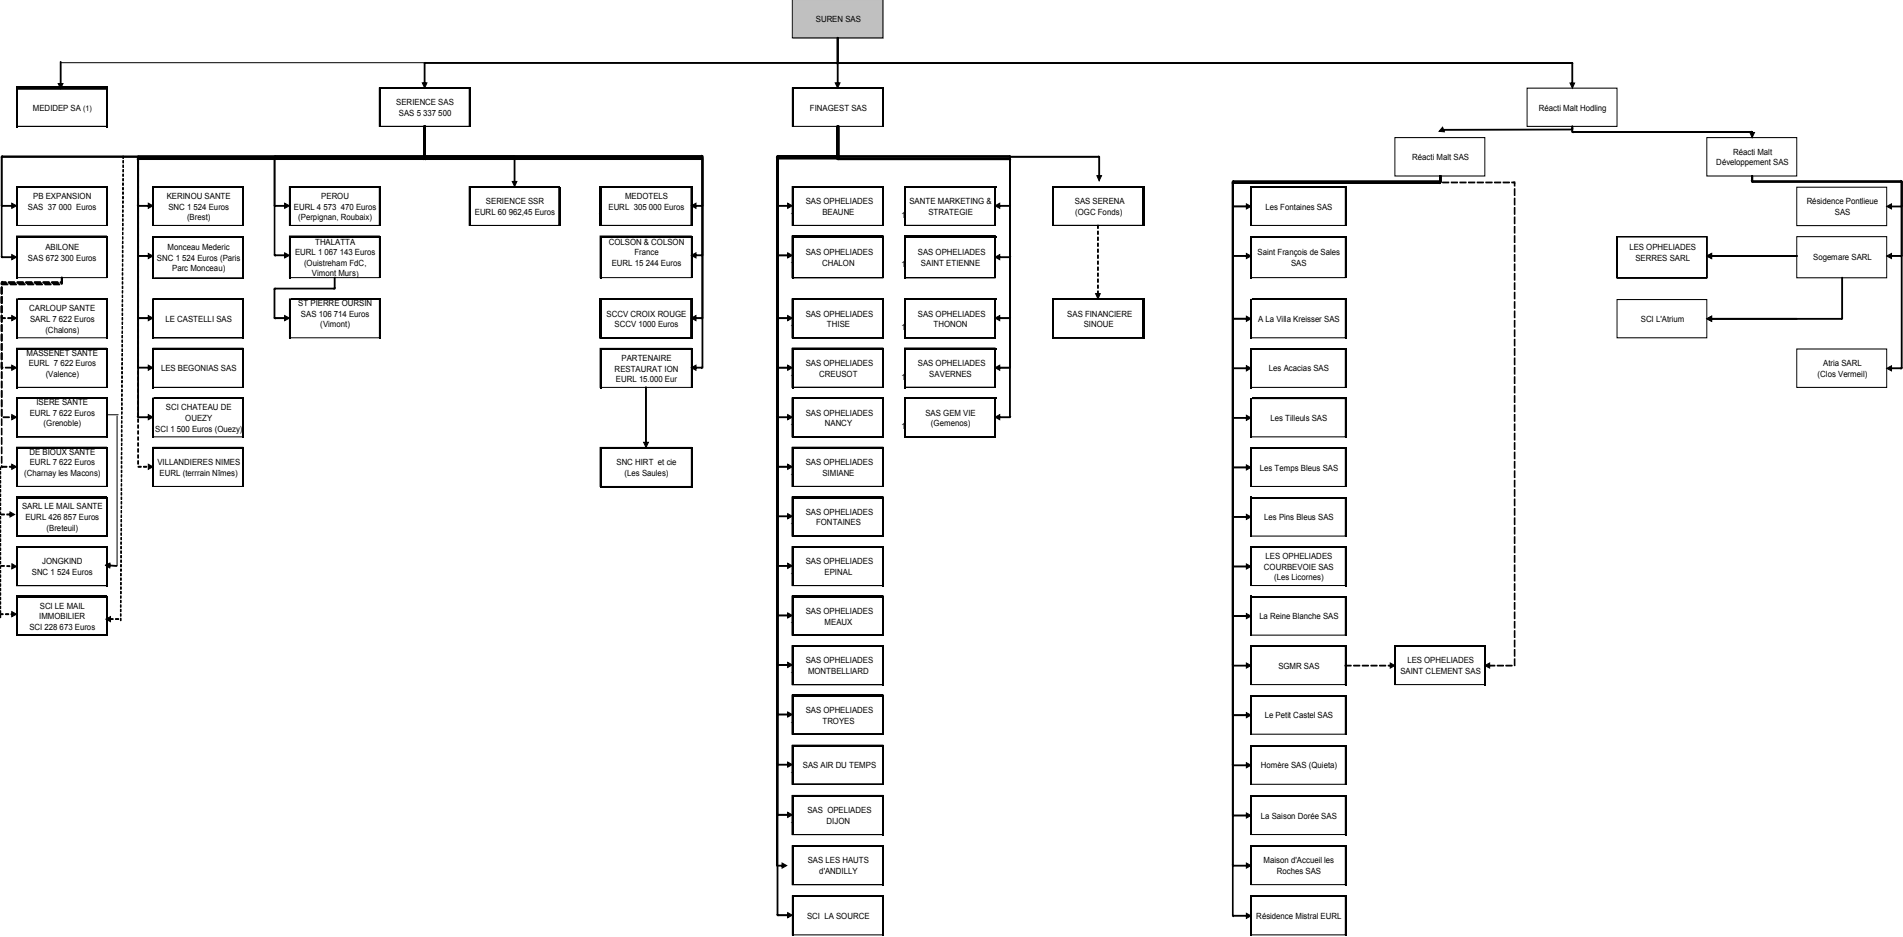 SUREN SAS
MEDIDEP SA (1)
SERIENCE SAS
SAS 5 337 500
FINAGEST SAS
Réacti Malt Hodling
Réacti Malt SAS
Réacti Malt
Développement SAS
PB EXPANSION
SAS 37 000 Euros
ABILONE
SAS 672 300 Euros
CARLOUP SANTE
SARL 7 622 Euros
(Chalons)
MASSENET SANTE
EURL 7 622 Euros
(Valence)
ISERE SANTE
EURL 7 622 Euros
(Grenoble)
DE BIOUX SANTE
EURL 7 622 Euros
(Charnay les Macons)
SARL LE MAIL SANTE
EURL 426 857 Euros
(Breteuil)
JONGKIND
SNC 1 524 Euros
SCI LE MAIL
IMMOBILIER
SCI 228 673 Euros
KERINOU SANTE
SNC 1 524 Euros
(Brest)
Monceau Mederic
SNC 1 524 Euros (Paris
Parc Monceau)
LE CASTELLI SAS
LES BEGONIAS SAS
SCI CHATEAU DE
OUEZY
SCI 1 500 Euros (Ouezy)
VILLANDIERES NIMES
EURL (terrain Nîmes)
PEROU
EURL 4 573 470 Euros
(Perpignan, Roubaix)
THALATTA
EURL 1 067 143 Euros
(Ouistreham FdC,
Vimont Murs)
ST PIERRE OURSIN
SAS 106 714 Euros
(Vimont)
SERIENCE SSR
EURL 60 962,45 Euros
MEDOTELS
EURL 305 000 Euros
COLSON & COLSON
France
EURL 15 244 Euros
SCCV CROIX ROUGE
SCCV 1000 Euros
PARTENAIRE
RESTAURAT ION
EURL 15.000 Eur
SNC HIRT et cie
(Les Saules)
SAS OPHELIADES
BEAUNE
SAS OPHELIADES
CHALON
SAS OPHELIADES
THISE
SAS OPHELIADES
CREUSOT
SAS OPHELIADES
NANCY
SAS OPHELIADES
SIMIANE
SAS OPHELIADES
FONTAINES
SAS OPHELIADES
EPINAL
SAS OPHELIADES
MEAUX
SAS OPHELIADES
MONTBELLIARD
SAS OPHELIADES
TROYES
SAS AIR DU TEMPS
SAS OPELIADES
DIJON
SAS LES HAUTS
d'ANDILLY
SCI LA SOURCE
SANTE MARKETING &
STRATEGIE
SAS OPHELIADES
SAINT ETIENNE
SAS OPHELIADES
THONON
SAS OPHELIADES
SAVERNES
SAS GEM VIE
(Gemenos)
SAS SERENA
(OGC Fonds)
SAS FINANCIERE
SINOUE
Les Fontaines SAS
Saint François de Sales
SAS
A La Villa Kreisser SAS
Les Acacias SAS
Les Tilleuls SAS
Les Temps Bleus SAS
Les Pins Bleus SAS
LES OPHELIADES
COURBEVOIE SAS
(Les Licornes)
La Reine Blanche SAS
SGMR SAS
Le Petit Castel SAS
Homère SAS (Quieta)
La Saison Dorée SAS
Maison d'Accueil les
Roches SAS
Résidence Mistral EURL
LES OPHELIADES
SAINT CLEMENT SAS
Résidence Pontlieue
SAS
LES OPHELIADES
SERRES SARL
Sogemare SARL
SCI L'Atrium
Atria SARL
(Clos Vermeil)